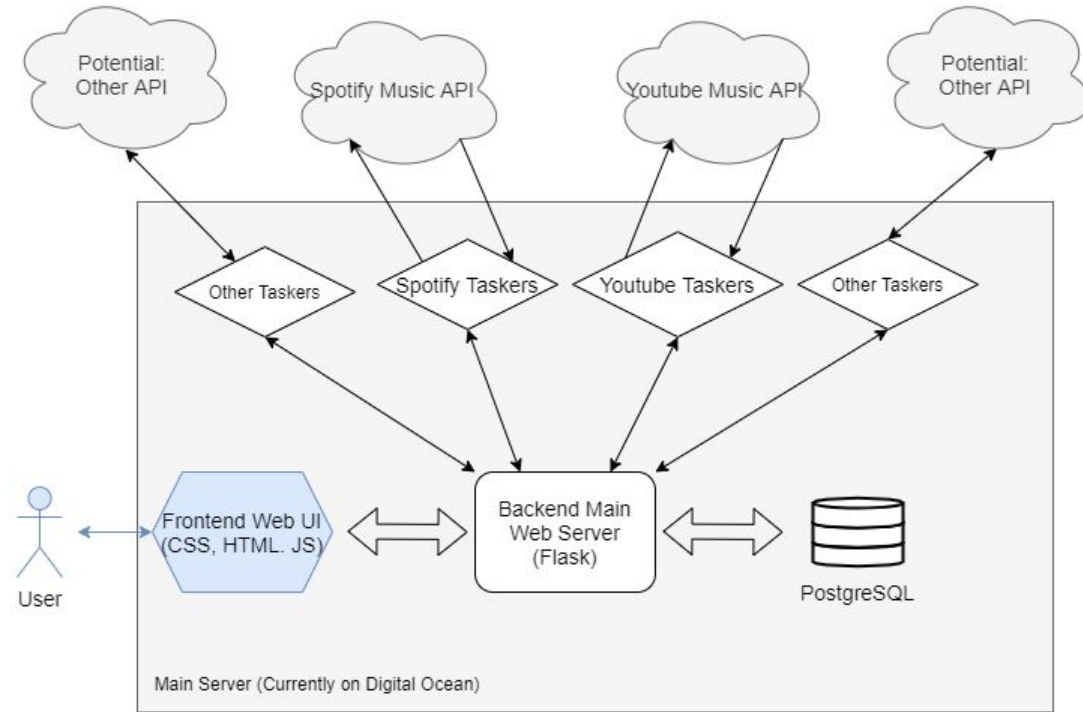 Potential:
Other API
Spotify Music API
Youtube Music API
Potential:
Other API
Other Taskers
Spotify Taskers
Youtube Taskers
Other Taskers
User
Frontend Web UI
(CSS, HTML. JS)
Backend Main
Web Server
(Flask)
PostgreSQL
Main Server (Currently on Digital Ocean)